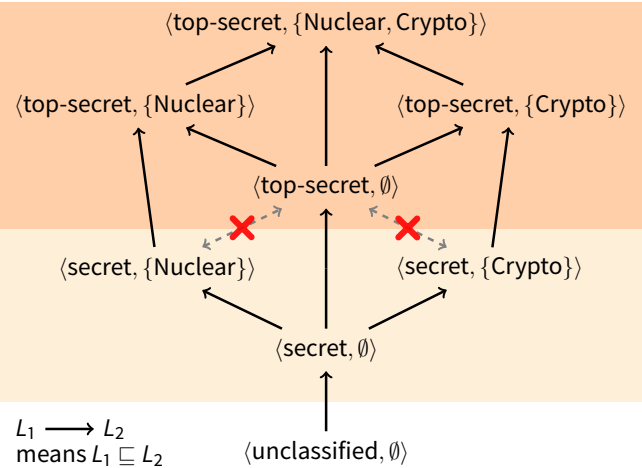 ⟨top-secret, {Nuclear, Crypto}⟩
⟨top-secret, {Nuclear}⟩ ⟨top-secret, {Crypto}⟩
⟨top-secret, ∅⟩
⟨secret, {Nuclear}⟩ ⟨secret, {Crypto}⟩
⟨secret, ∅⟩
L₁ ⟶ L₂
means L₁ ⊑ L₂
⟨unclassified, ∅⟩